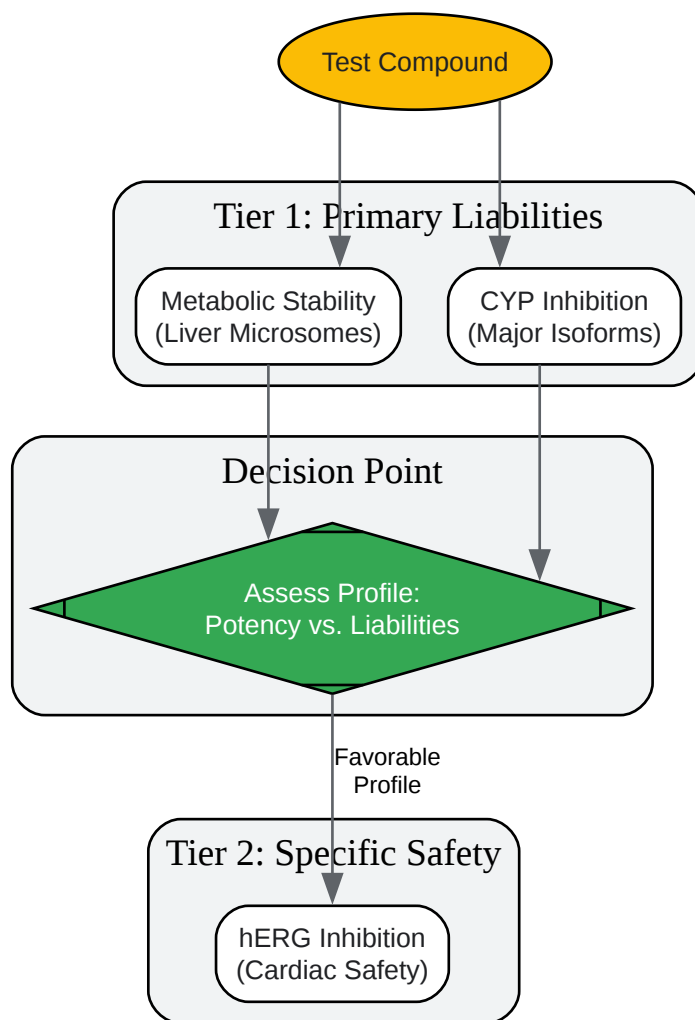 Test Compound
Tier 1: Primary Liabilities
Metabolic Stability
(Liver Microsomes)
CYP Inhibition
(Major Isoforms)
Decision Point
Assess Profile:
Potency vs. Liabilities
Favorable
Profile
Tier 2: Specific Safety
hERG Inhibition
(Cardiac Safety)